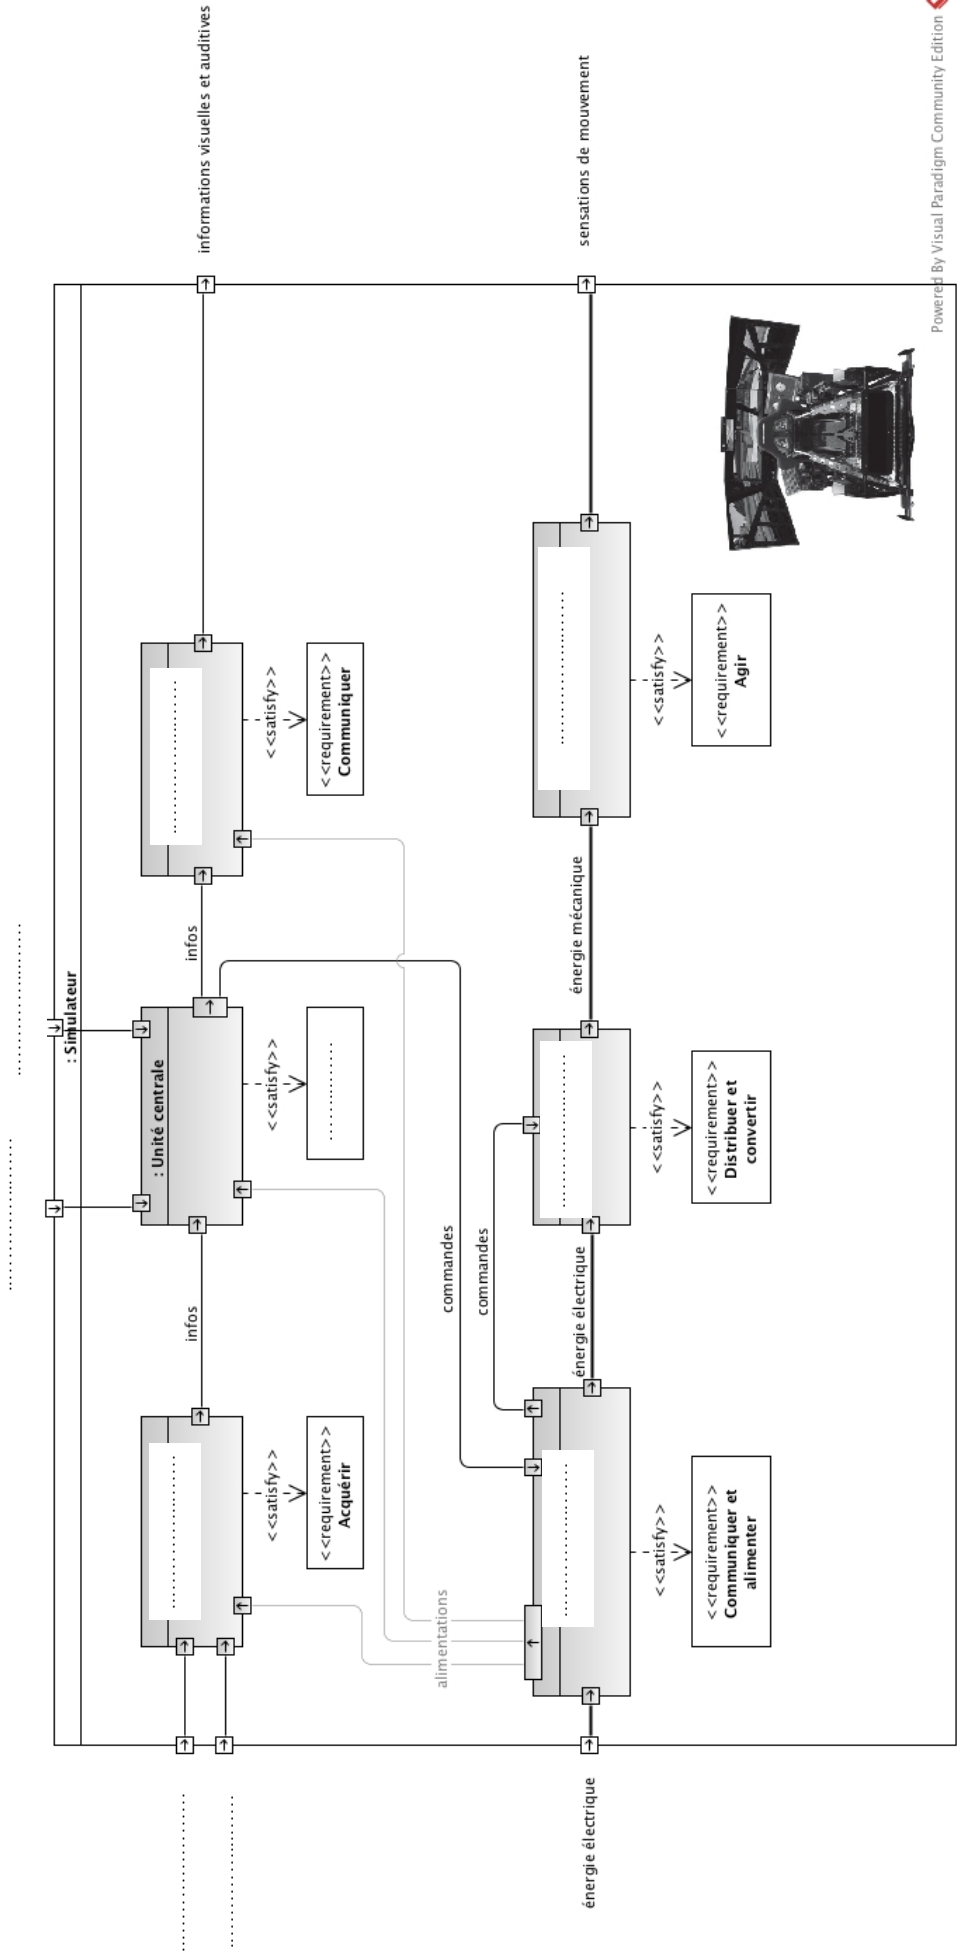 : Simulateur
informations visuelles et auditives
sensations de mouvement
énergie électrique
: Unité centrale
infos
infos
<<satisfy>>
<<requirement>>
Acquérir
<<satisfy>>
<<satisfy>>
<<requirement>>
Communiquer
alimentations
commandes
commandes
énergie électrique
énergie mécanique
<<satisfy>>
<<requirement>>
Communiquer et
alimenter
<<satisfy>>
<<requirement>>
Distribuer et
convertir
<<satisfy>>
<<requirement>>
Agir
Powered By Visual Paradigm Community Edition